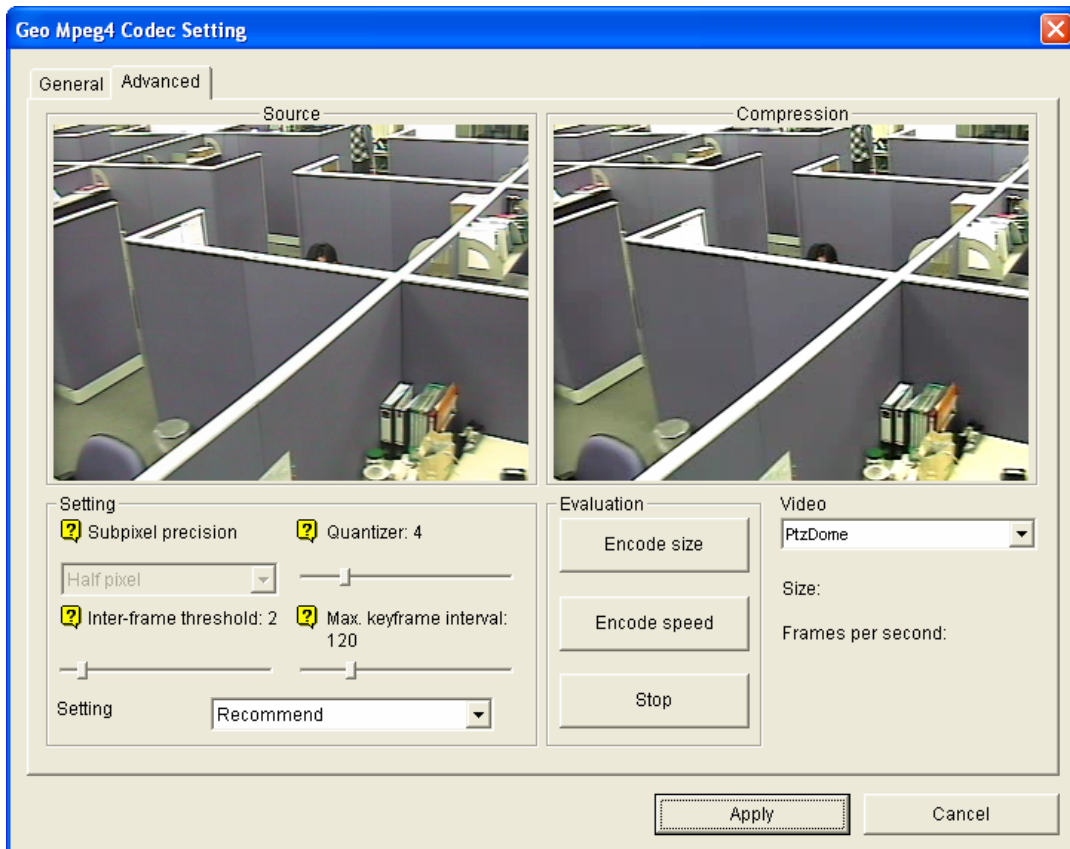 Geo Mpeg4 Codec Setting
General
Advanced
Source
Compression
Setting
Subpixel precision
Quantizer: 4
Half pixel
Inter-frame threshold: 2
Max. keyframe interval:
120
Setting
Recommend
Evaluation
Encode size
Encode speed
Stop
Video
PtzDome
Size:
Frames per second:
Apply
Cancel